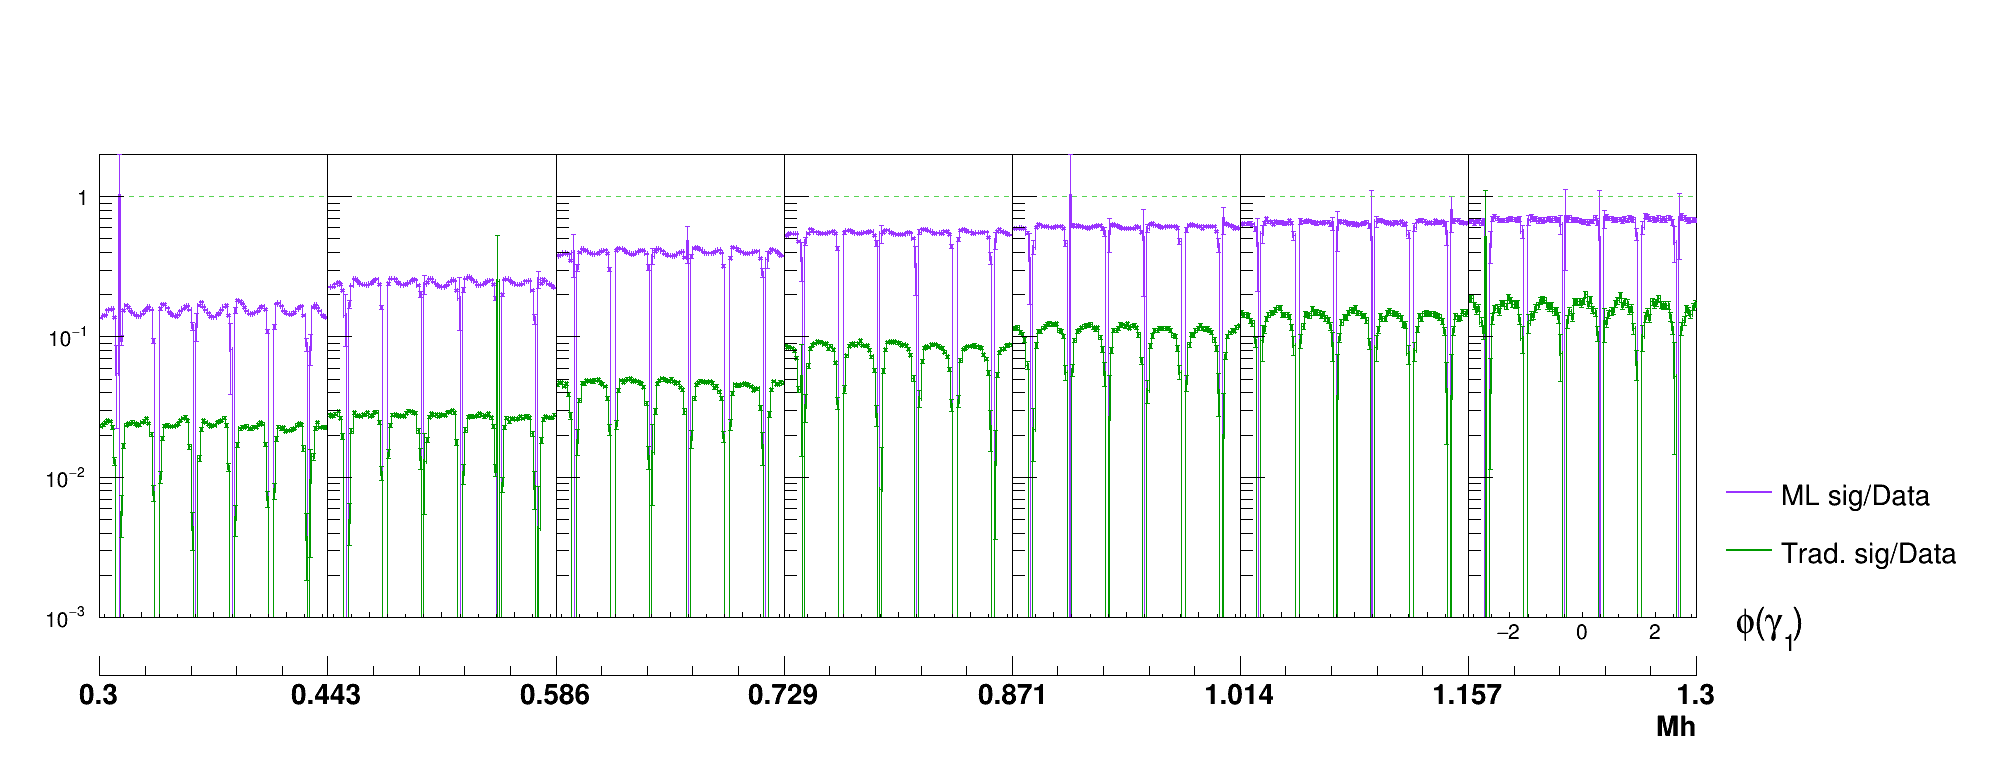 1
10⁻¹
10⁻²
10⁻³
ML sig/Data
Trad. sig/Data
−2 0 2
ϕ(γ₁)
0.3 0.443 0.586 0.729 0.871 1.014 1.157 1.3
Mh